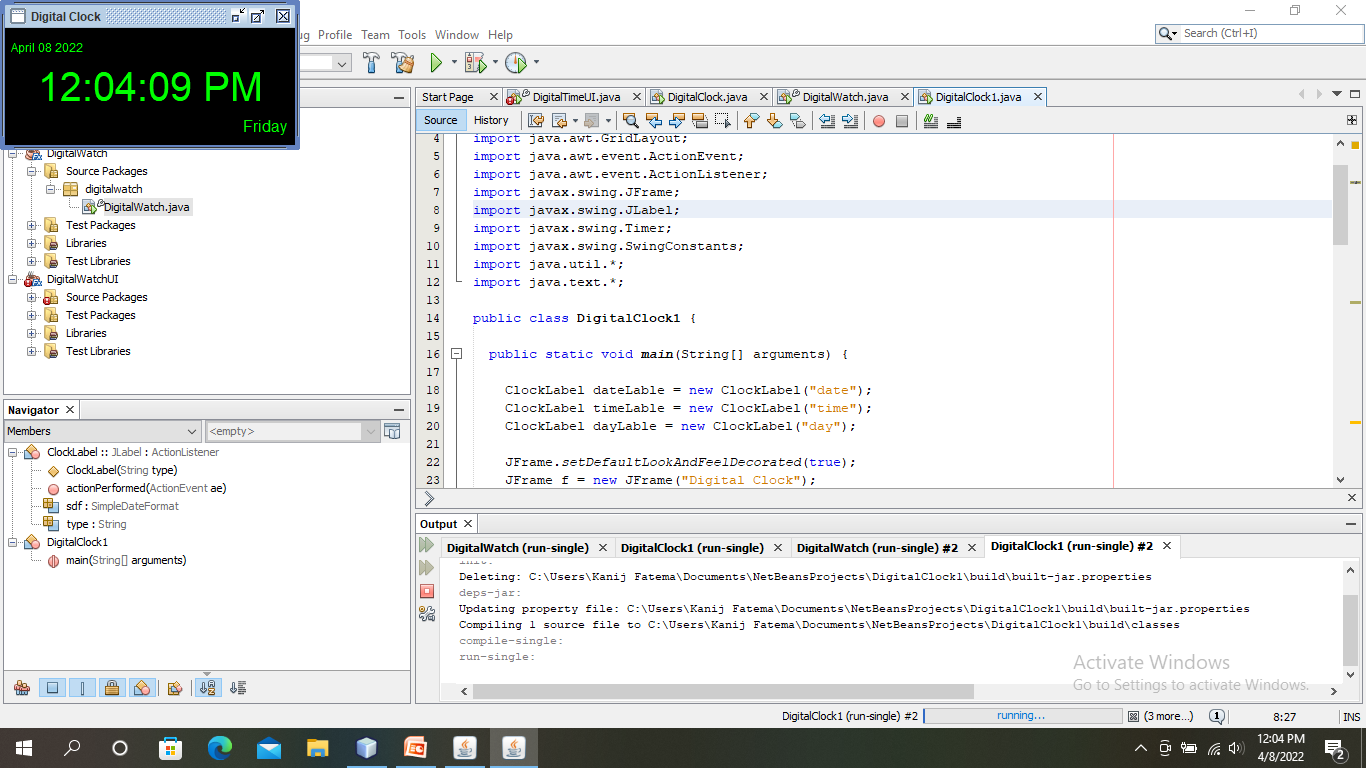 Digital Clock
April 08 2022
12:04:09 PM
Friday
ug Profile Team Tools Window Help
Search (Ctrl+I)
Start Page DigitalTimeUI.java DigitalClock.java DigitalWatch.java DigitalClock1.java
Source History
DigitalWatch
Source Packages
digitalwatch
DigitalWatch.java
Test Packages
Libraries
Test Libraries
DigitalWatchUI
Source Packages
Test Packages
Libraries
Test Libraries
4 import java.awt.GridLayout;
5 import java.awt.event.ActionEvent;
6 import java.awt.event.ActionListener;
7 import javax.swing.JFrame;
8 import javax.swing.JLabel;
9 import javax.swing.Timer;
10 import javax.swing.SwingConstants;
11 import java.util.*;
12 import java.text.*;
13
14 public class DigitalClock1 {
15
16 public static void main(String[] arguments) {
17
18 ClockLabel dateLable = new ClockLabel("date");
19 ClockLabel timeLable = new ClockLabel("time");
20 ClockLabel dayLable = new ClockLabel("day");
21
22 JFrame.setDefaultLookAndFeelDecorated(true);
23 JFrame f = new JFrame("Digital Clock");
Navigator
Members <empty>
ClockLabel :: JLabel : ActionListener
ClockLabel(String type)
actionPerformed(ActionEvent ae)
sdf : SimpleDateFormat
type : String
DigitalClock1
main(String[] arguments)
Output
DigitalWatch (run-single) DigitalClock1 (run-single) DigitalWatch (run-single) #2 DigitalClock1 (run-single) #2
init:
Deleting: C:\Users\Kanij Fatema\Documents\NetBeansProjects\DigitalClock1\build\built-jar.properties
deps-jar:
Updating property file: C:\Users\Kanij Fatema\Documents\NetBeansProjects\DigitalClock1\build\built-jar.properties
Compiling 1 source file to C:\Users\Kanij Fatema\Documents\NetBeansProjects\DigitalClock1\build\classes
compile-single:
run-single:
Activate Windows
Go to Settings to activate Windows.
DigitalClock1 (run-single) #2 running... (3 more...) 1 8:27 INS
12:04 PM
4/8/2022
2